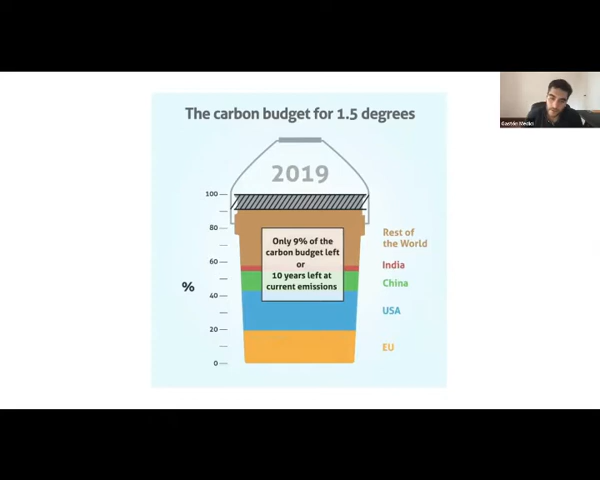 The carbon budget for 1.5 degrees
2019
100
80
60
40
20
0
%
Only 9% of the
carbon budget left
or
10 years left at
current emissions
Rest of
the World
India
China
USA
EU